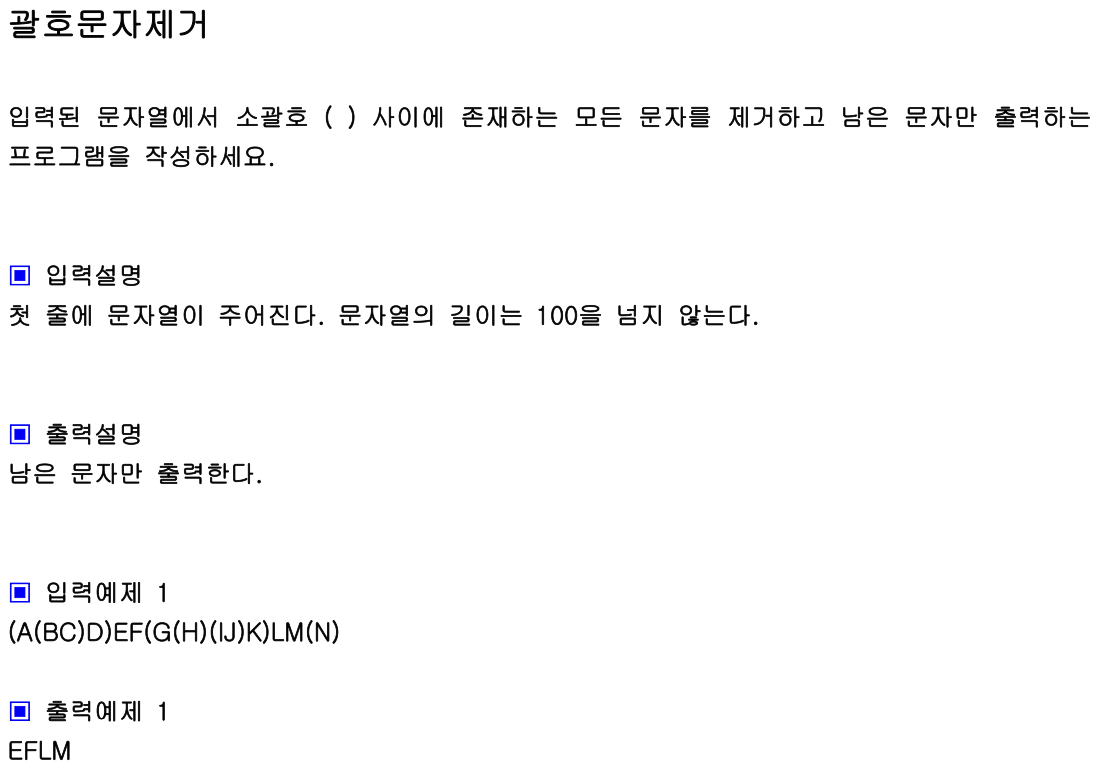 괄호문자제거
입력된 문자열에서 소괄호 ( ) 사이에 존재하는 모든 문자를 제거하고 남은 문자만 출력하는
프로그램을 작성하세요.
▣ 입력설명
첫 줄에 문자열이 주어진다. 문자열의 길이는 100을 넘지 않는다.
▣ 출력설명
남은 문자만 출력한다.
▣ 입력예제 1
(A(BC)D)EF(G(H)(IJ)K)LM(N)
▣ 출력예제 1
EFLM